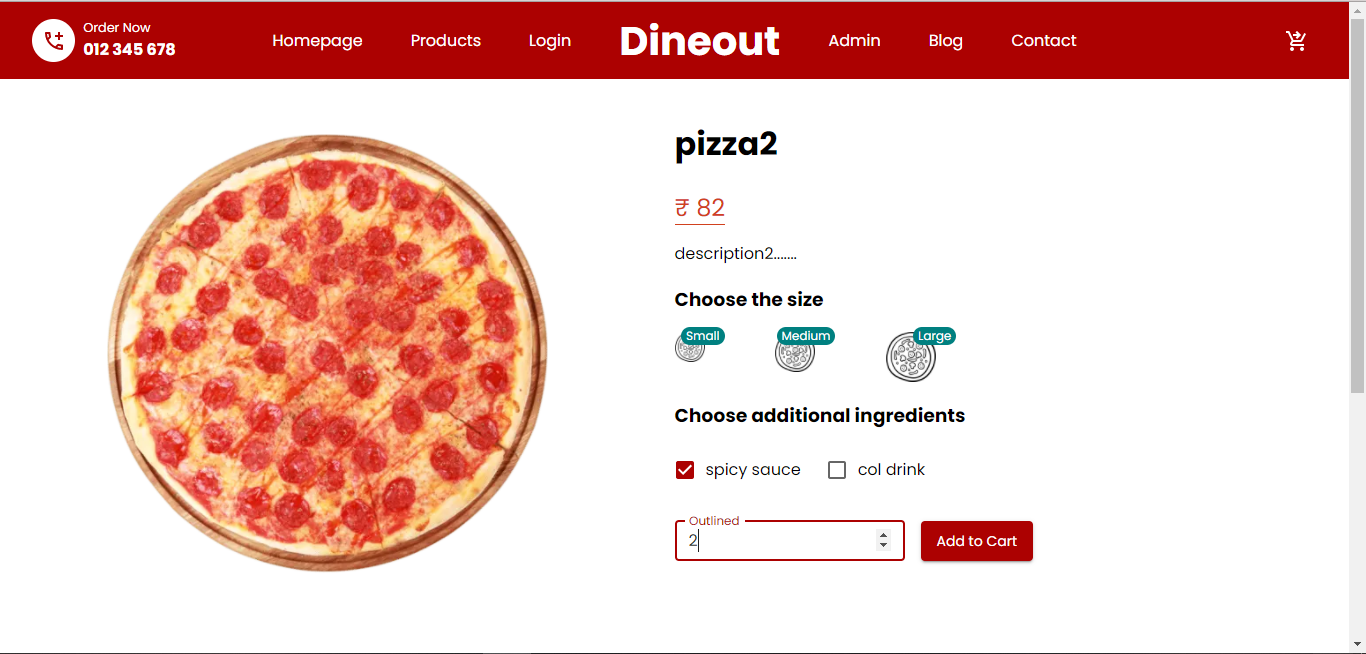 Order Now
012 345 678
Homepage Products Login Dineout Admin Blog Contact
pizza2
₹ 82
description2.......
Choose the size
Small Medium Large
Choose additional ingredients
spicy sauce col drink
Outlined
2 Add to Cart